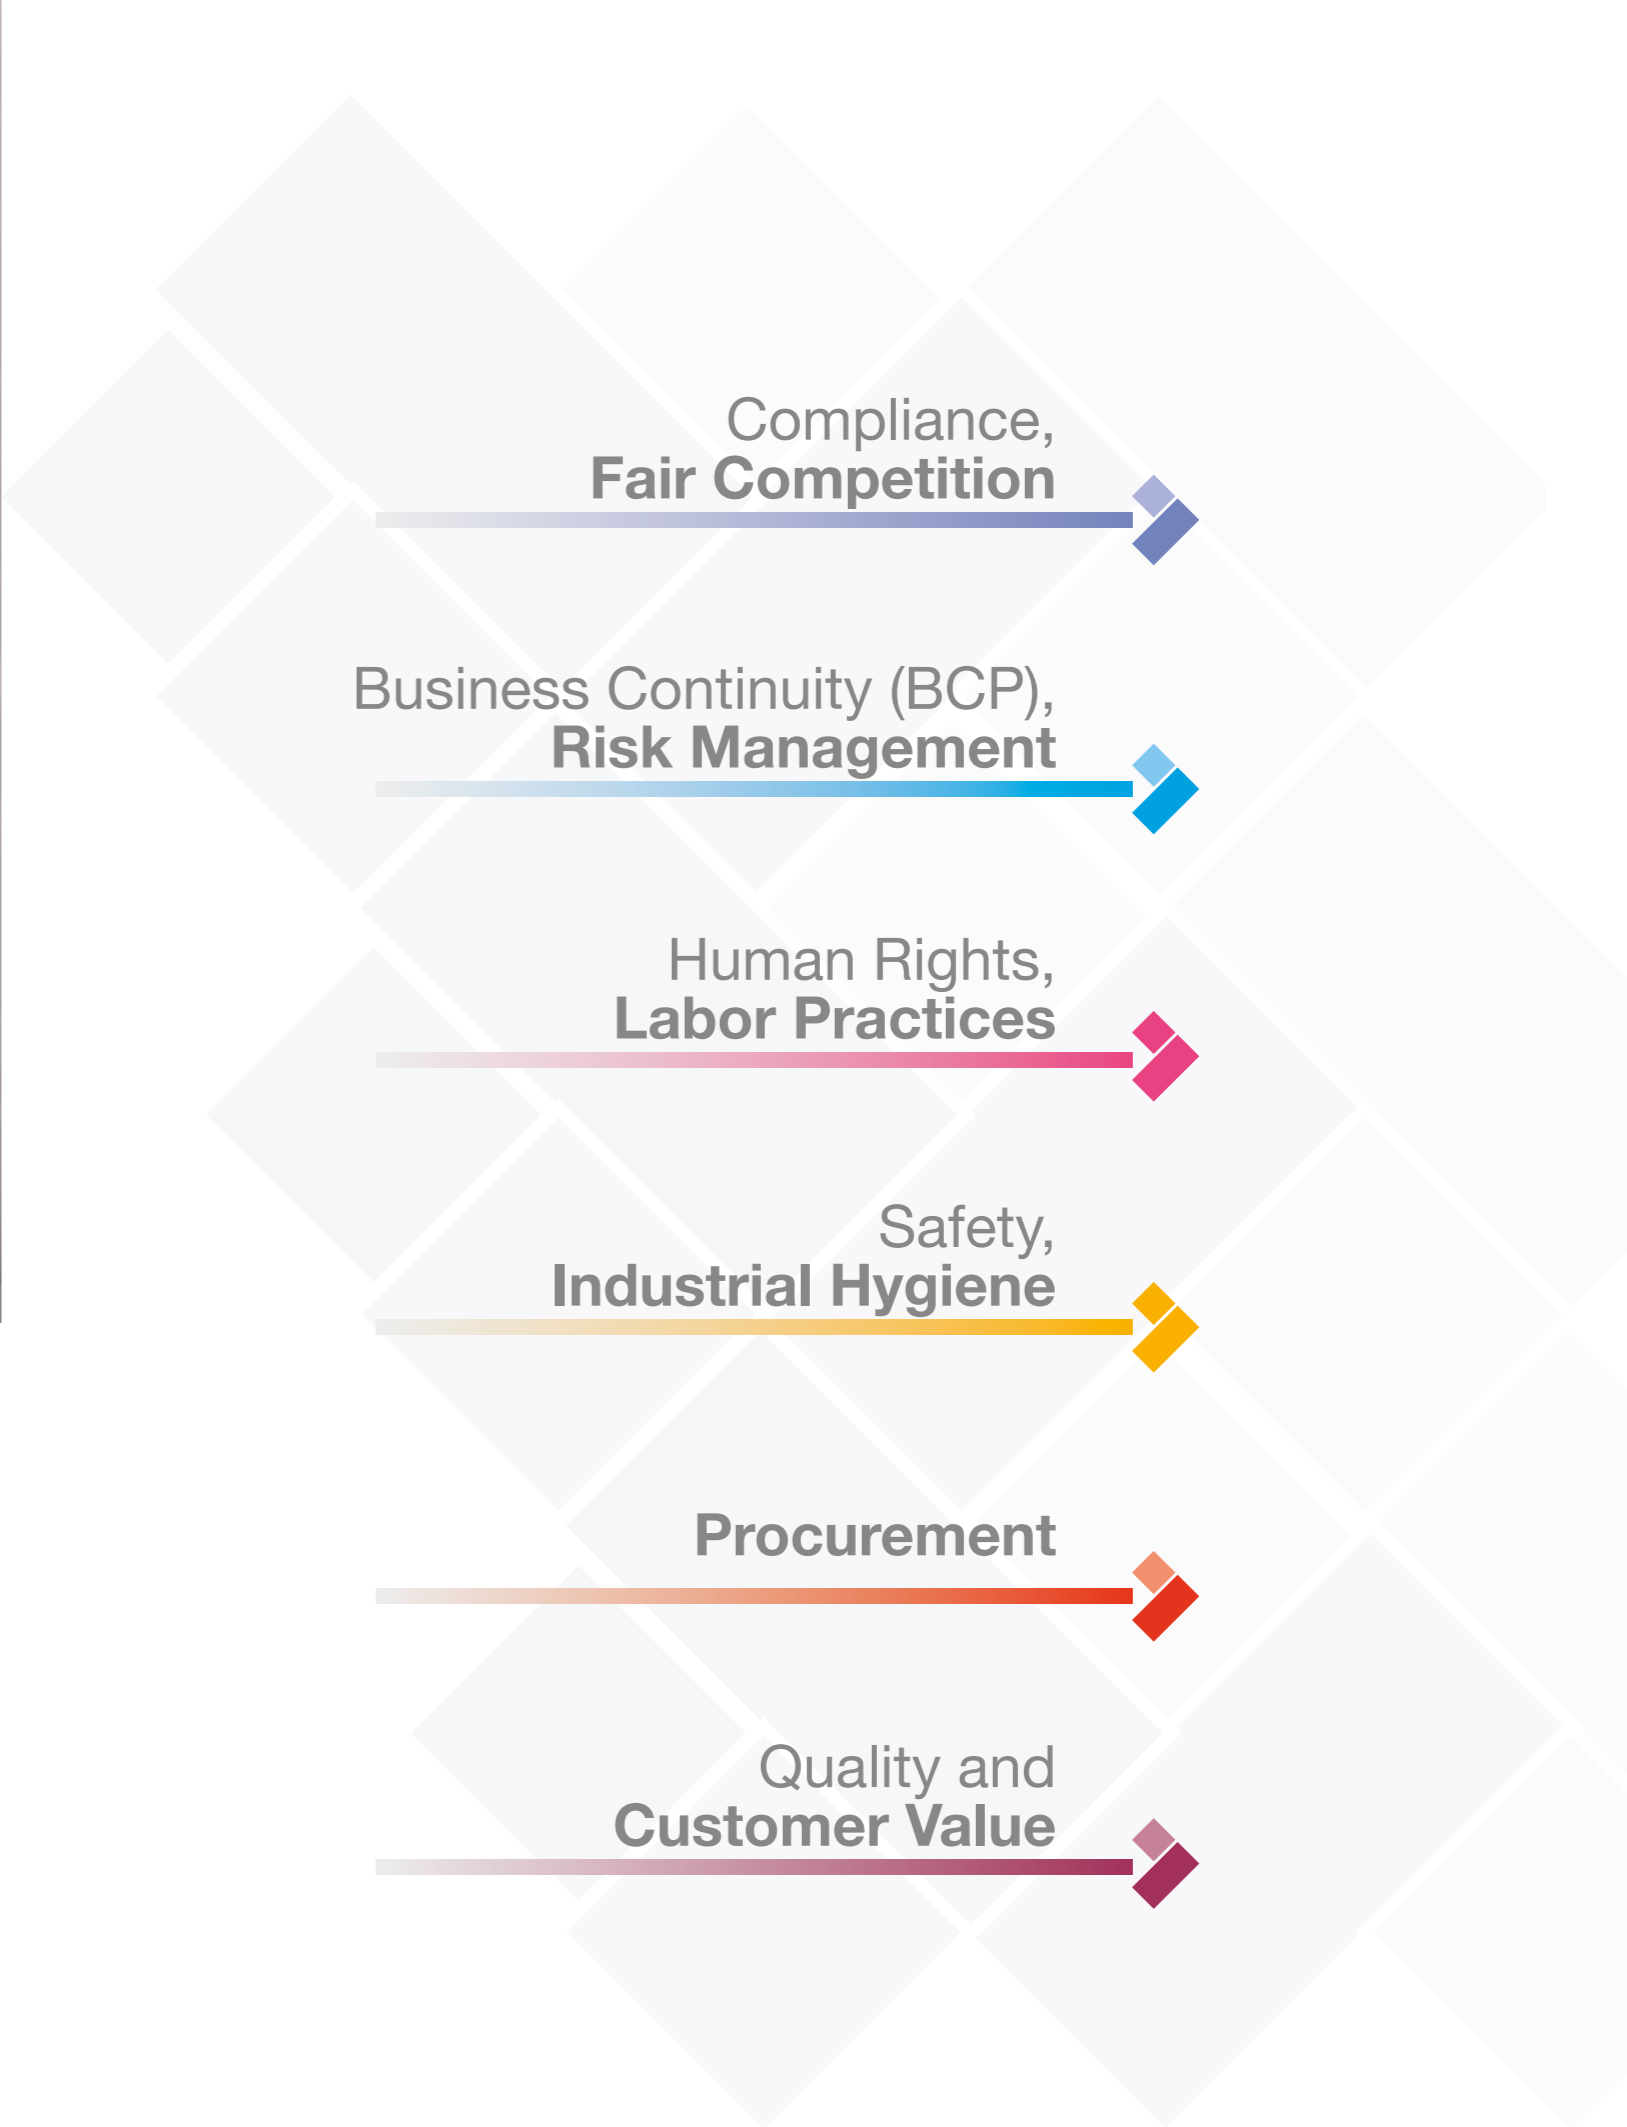 Compliance,
Fair Competition
Business Continuity (BCP),
Risk Management
Human Rights,
Labor Practices
Safety,
Industrial Hygiene
Procurement
Quality and
Customer Value